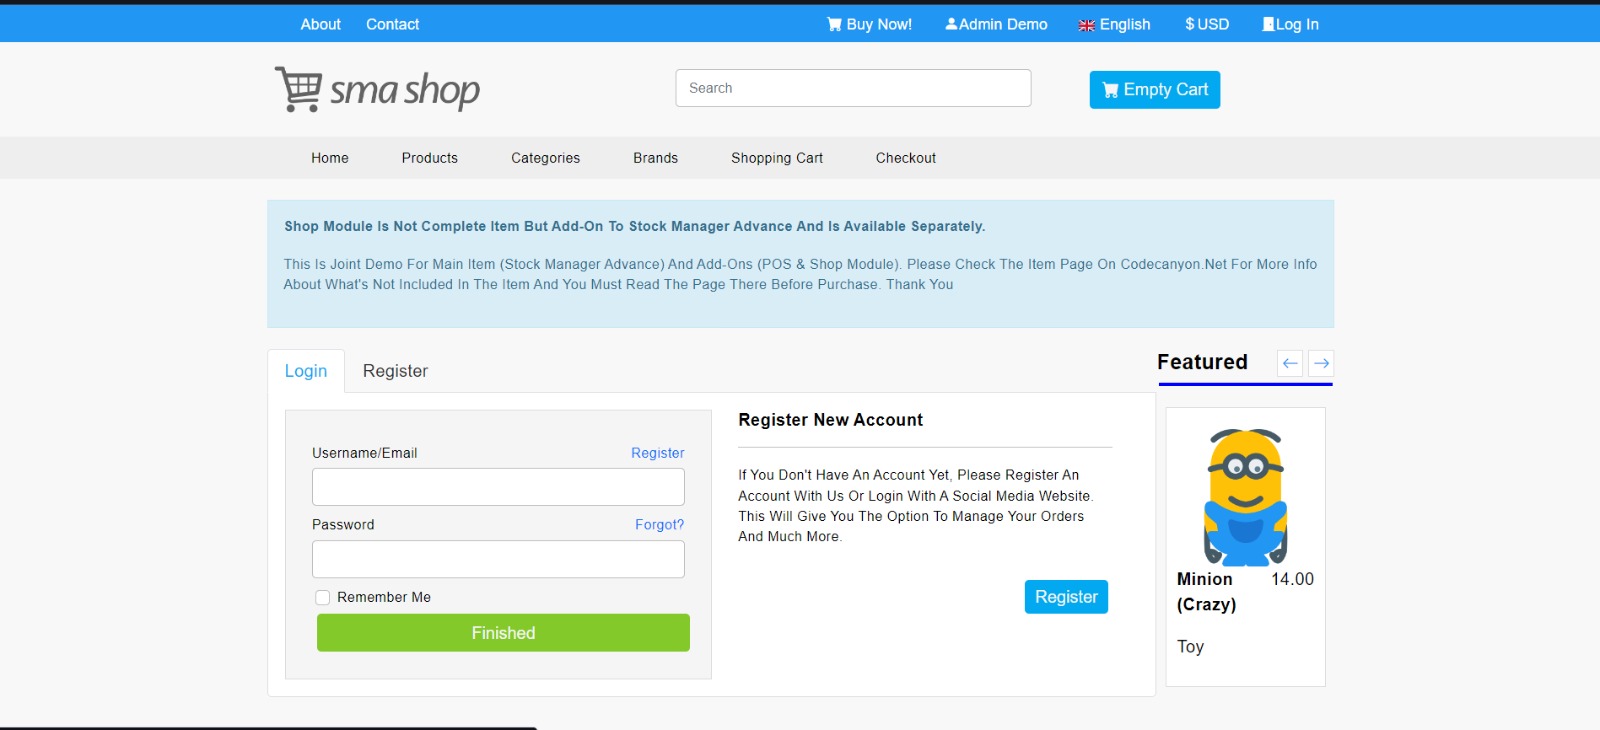 About Contact Buy Now! Admin Demo English $ USD Log In
sma shop Search Empty Cart
Home Products Categories Brands Shopping Cart Checkout
Shop Module Is Not Complete Item But Add-On To Stock Manager Advance And Is Available Separately.
This Is Joint Demo For Main Item (Stock Manager Advance) And Add-Ons (POS & Shop Module). Please Check The Item Page On Codecanyon.Net For More Info
About What's Not Included In The Item And You Must Read The Page There Before Purchase. Thank You
Login Register
Username/Email Register
Password Forgot?
Remember Me
Finished
Register New Account
If You Don't Have An Account Yet, Please Register An
Account With Us Or Login With A Social Media Website.
This Will Give You The Option To Manage Your Orders
And Much More.
Register
Featured
Minion 14.00
(Crazy)
Toy